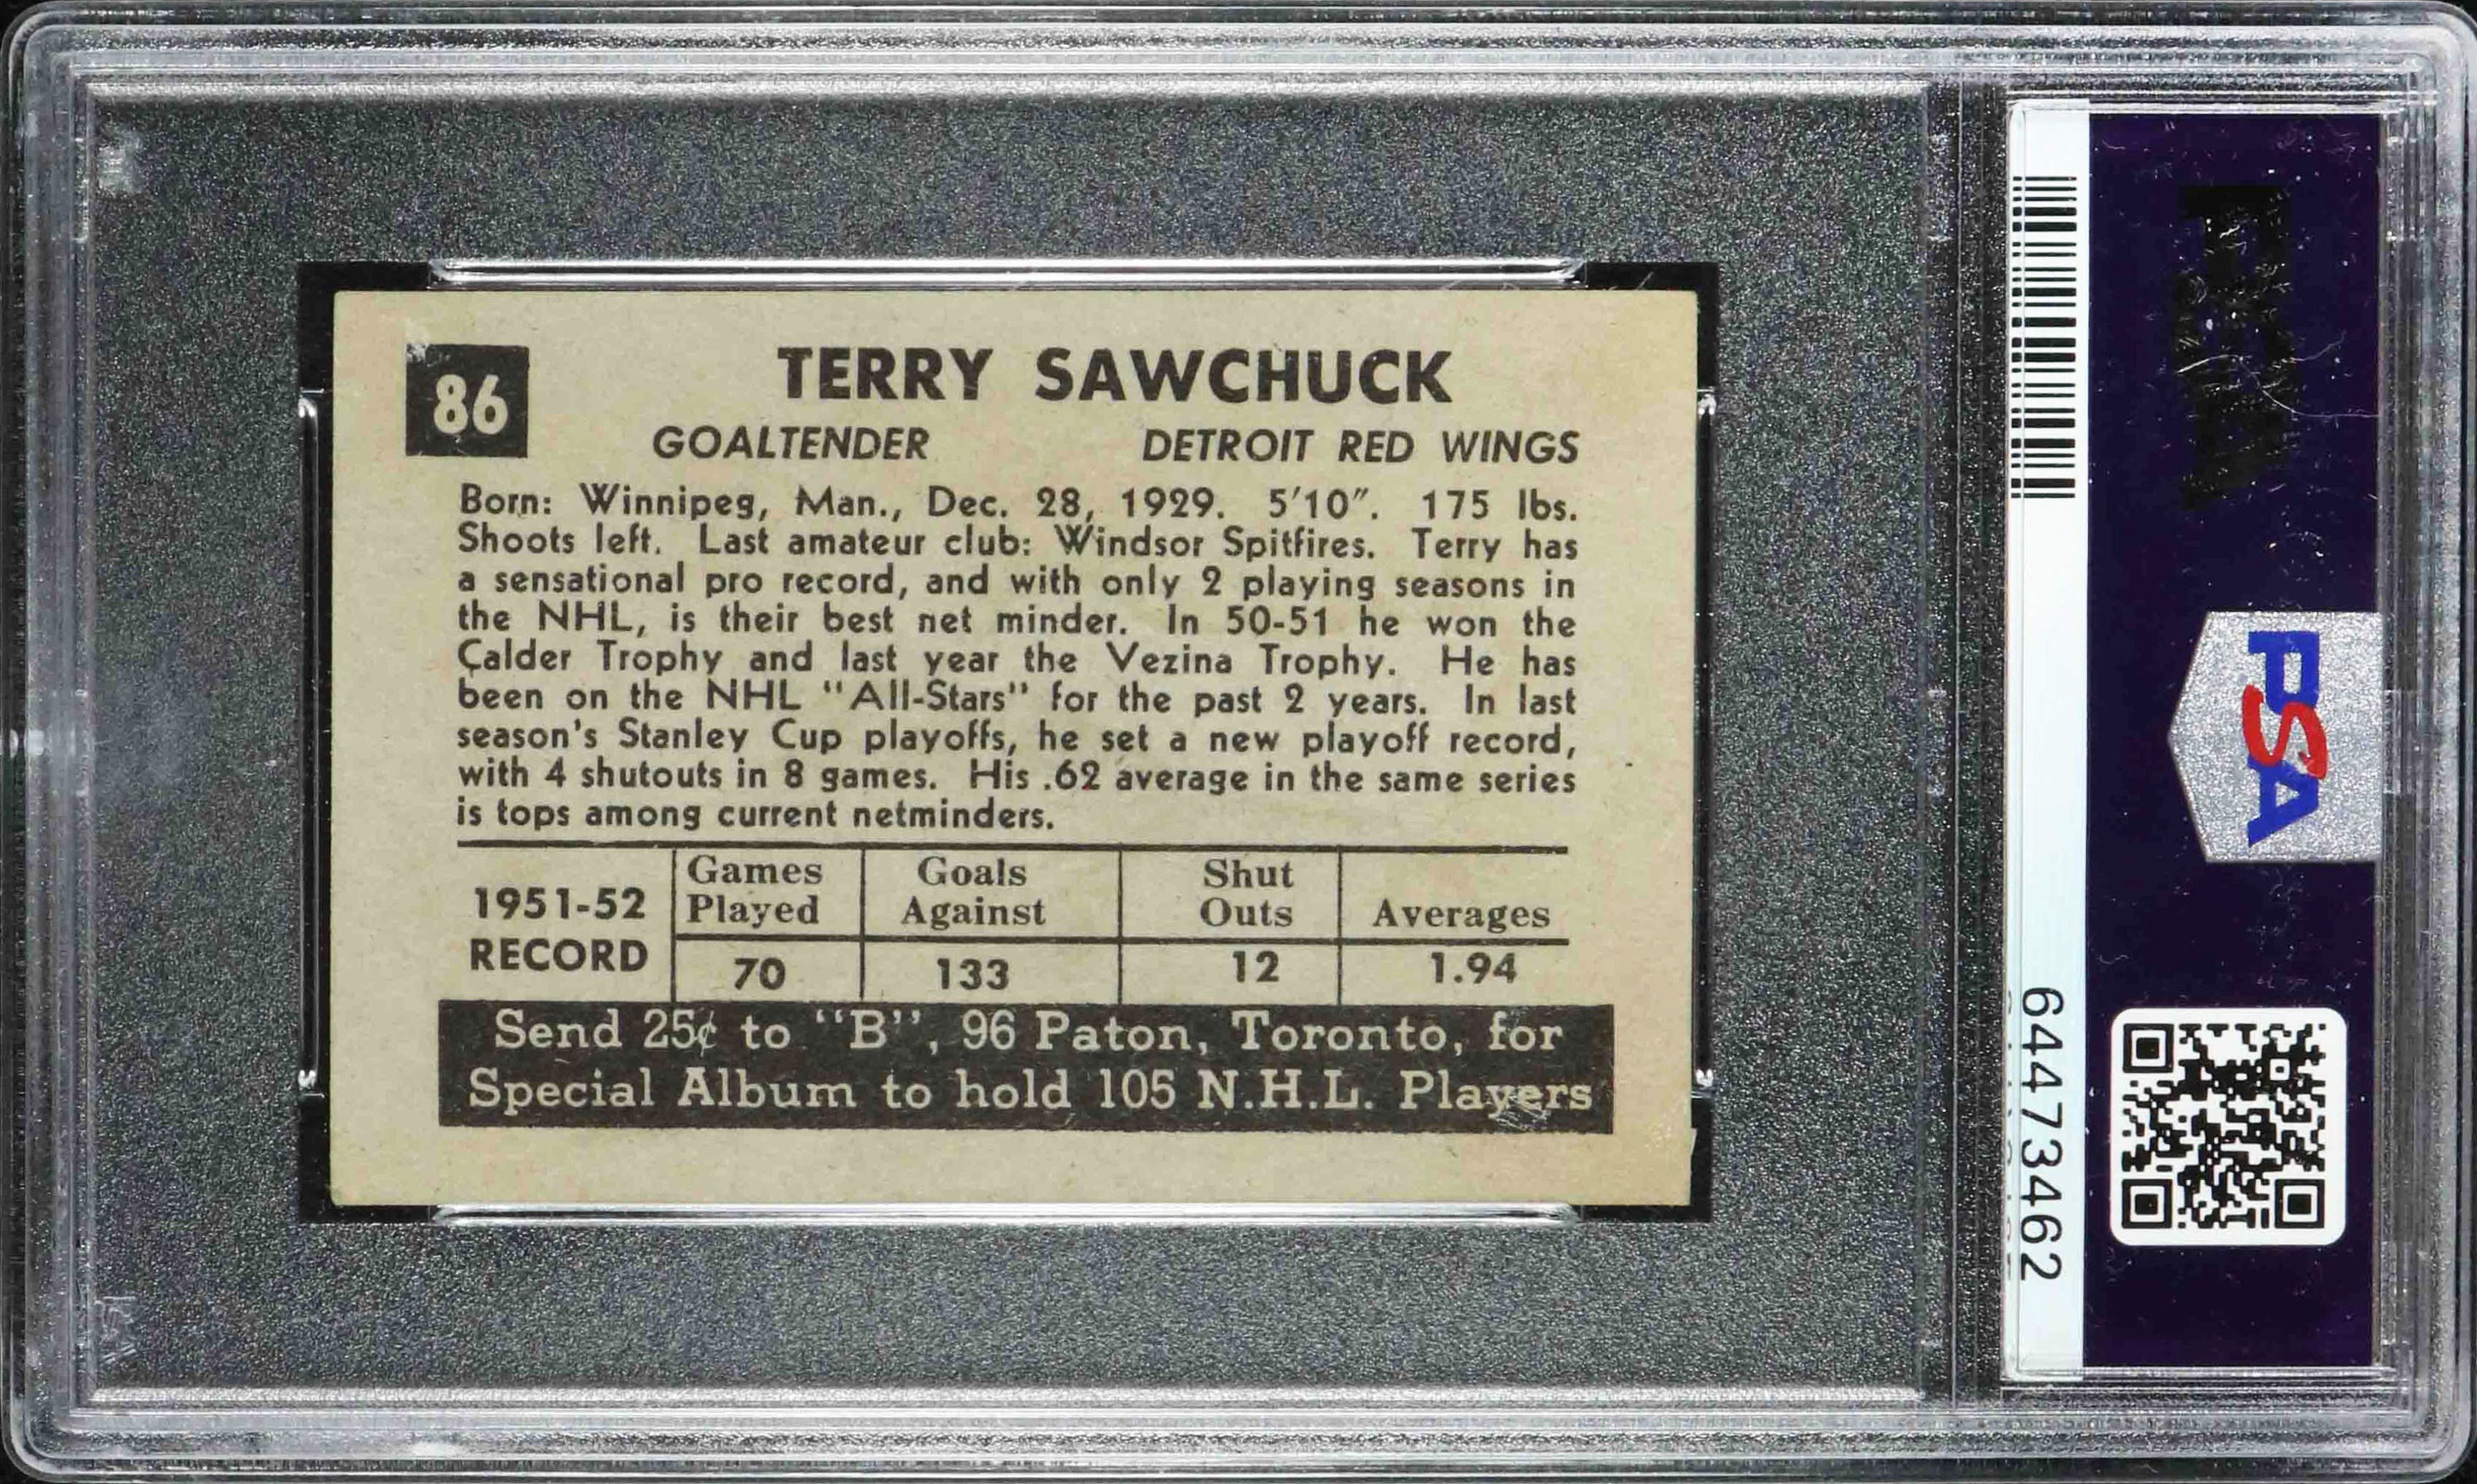 86
TERRY SAWCHUCK
GOALTENDER DETROIT RED WINGS
Born: Winnipeg, Man., Dec. 28, 1929. 5'10". 175 lbs.
Shoots left. Last amateur club: Windsor Spitfires. Terry has
a sensational pro record, and with only 2 playing seasons in
the NHL, is their best net minder. In 50-51 he won the
Calder Trophy and last year the Vezina Trophy. He has
been on the NHL "All-Stars" for the past 2 years. In last
season's Stanley Cup playoffs, he set a new playoff record,
with 4 shutouts in 8 games. His .62 average in the same series
is tops among current netminders.
1951-52 RECORD
Games Played Goals Against Shut Outs Averages
70 133 12 1.94
Send 25¢ to "B", 96 Paton, Toronto, for
Special Album to hold 105 N.H.L. Players
64473462
PSA
PSA